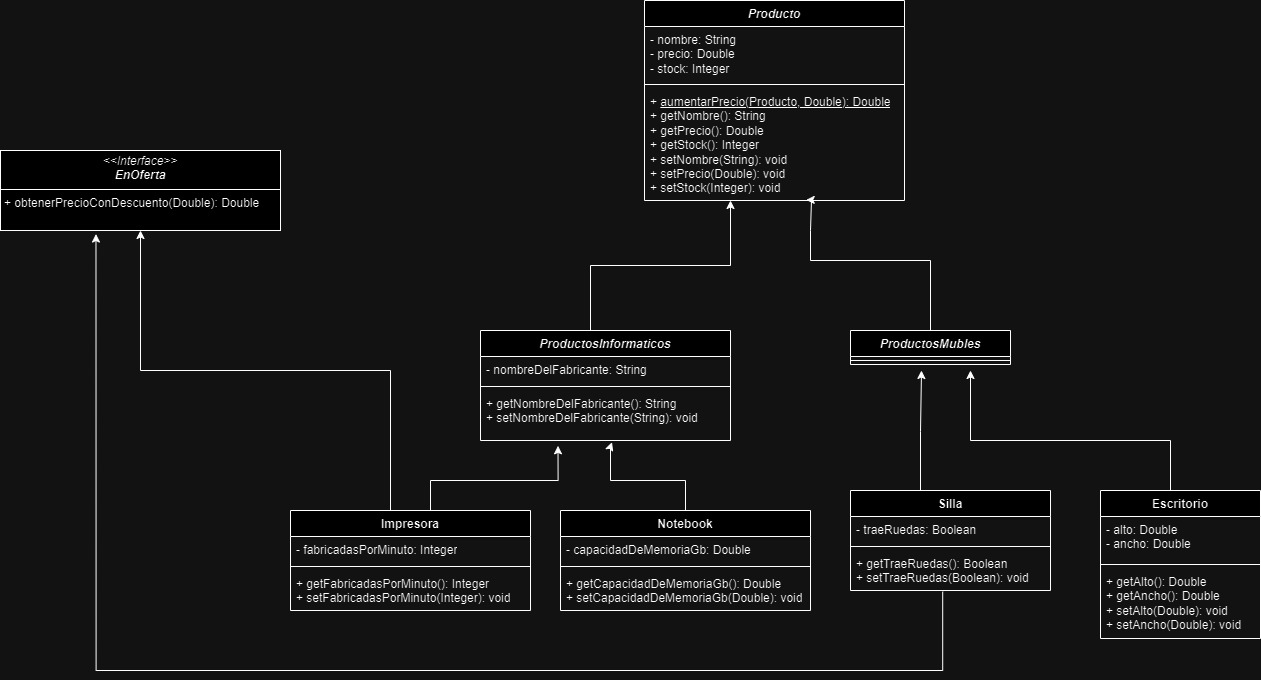 Producto
- nombre: String
- precio: Double
- stock: Integer
+ aumentarPrecio(Producto, Double): Double
+ getNombre(): String
+ getPrecio(): Double
+ getStock(): Integer
+ setNombre(String): void
+ setPrecio(Double): void
+ setStock(Integer): void
<<Interface>>
EnOferta
+ obtenerPrecioConDescuento(Double): Double
ProductosInformaticos
- nombreDelFabricante: String
+ getNombreDelFabricante(): String
+ setNombreDelFabricante(String): void
ProductosMubles
Impresora
- fabricadasPorMinuto: Integer
+ getFabricadasPorMinuto(): Integer
+ setFabricadasPorMinuto(Integer): void
Notebook
- capacidadDeMemoriaGb: Double
+ getCapacidadDeMemoriaGb(): Double
+ setCapacidadDeMemoriaGb(Double): void
Silla
- traeRuedas: Boolean
+ getTraeRuedas(): Boolean
+ setTraeRuedas(Boolean): void
Escritorio
- alto: Double
- ancho: Double
+ getAlto(): Double
+ getAncho(): Double
+ setAlto(Double): void
+ setAncho(Double): void